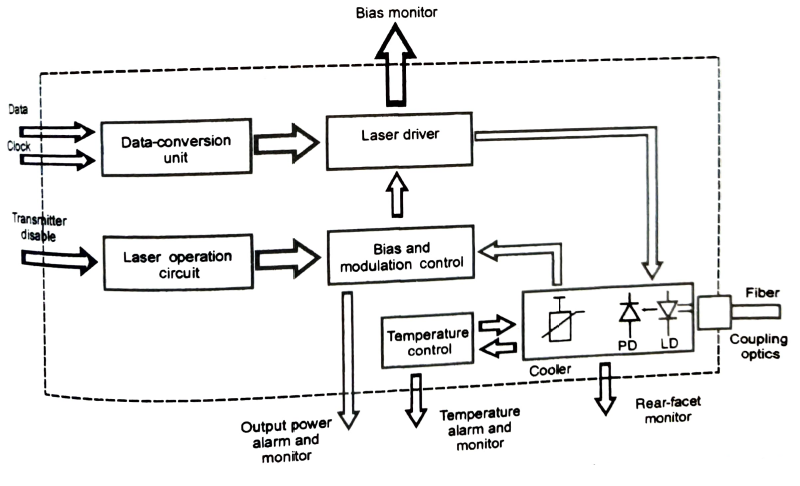 Bias monitor
Data
Clock
Data-conversion
unit
Laser driver
Transmitter
disable
Laser operation
circuit
Bias and
modulation control
Temperature
control
PD
LD
Cooler
Fiber
Coupling
optics
Output power
alarm and
monitor
Temperature
alarm and
monitor
Rear-facet
monitor